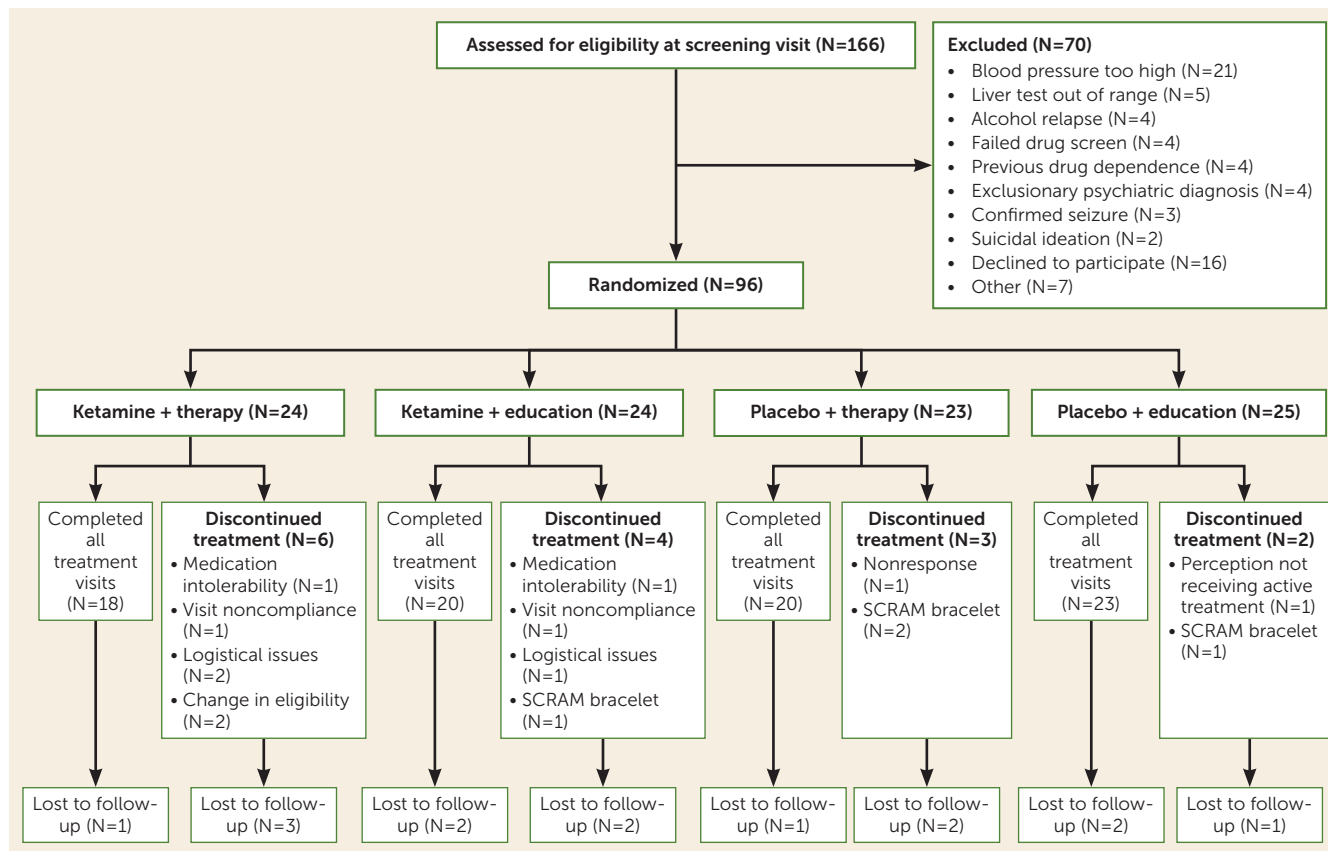 Assessed for eligibility at screening visit (N=166)
Excluded (N=70)
• Blood pressure too high (N=21)
• Liver test out of range (N=5)
• Alcohol relapse (N=4)
• Failed drug screen (N=4)
• Previous drug dependence (N=4)
• Exclusionary psychiatric diagnosis (N=4)
• Confirmed seizure (N=3)
• Suicidal ideation (N=2)
• Declined to participate (N=16)
• Other (N=7)
Randomized (N=96)
Ketamine + therapy (N=24)
Ketamine + education (N=24)
Placebo + therapy (N=23)
Placebo + education (N=25)
Completed
all
treatment
visits
(N=18)
Discontinued
treatment (N=6)
• Medication
intolerability (N=1)
• Visit noncompliance
(N=1)
• Logistical issues
(N=2)
• Change in eligibility
(N=2)
Completed
all
treatment
visits
(N=20)
Discontinued
treatment (N=4)
• Medication
intolerability (N=1)
• Visit noncompliance
(N=1)
• Logistical issues
(N=1)
• SCRAM bracelet
(N=1)
Completed
all
treatment
visits
(N=20)
Discontinued
treatment (N=3)
• Nonresponse
(N=1)
• SCRAM bracelet
(N=2)
Completed
all
treatment
visits
(N=23)
Discontinued
treatment (N=2)
• Perception not
receiving active
treatment (N=1)
• SCRAM bracelet
(N=1)
Lost to follow-
up (N=1)
Lost to follow-
up (N=3)
Lost to follow-
up (N=2)
Lost to follow-
up (N=2)
Lost to follow-
up (N=1)
Lost to follow-
up (N=2)
Lost to follow-
up (N=2)
Lost to follow-
up (N=1)